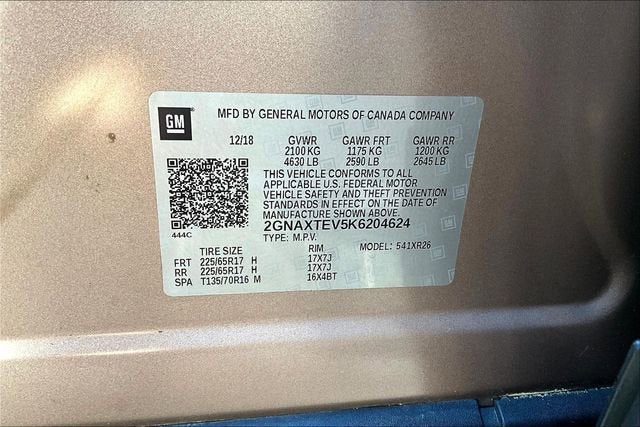 GM
MFD BY GENERAL MOTORS OF CANADA COMPANY
12/18 GVWR GAWR FRT GAWR RR
2100 KG 1175 KG 1200 KG
4630 LB 2590 LB 2645 LB
THIS VEHICLE CONFORMS TO ALL
APPLICABLE U.S. FEDERAL MOTOR
VEHICLE SAFETY AND THEFT PREVENTION
STANDARDS IN EFFECT ON THE DATE OF
MANUFACTURE SHOWN ABOVE.
444C 2GNAXTEV5K6204624
TYPE: M.P.V. MODEL: 541XR26
TIRE SIZE RIM
FRT 225/65R17 H 17X7J
RR 225/65R17 H 17X7J
SPA T135/70R16 M 16X4BT